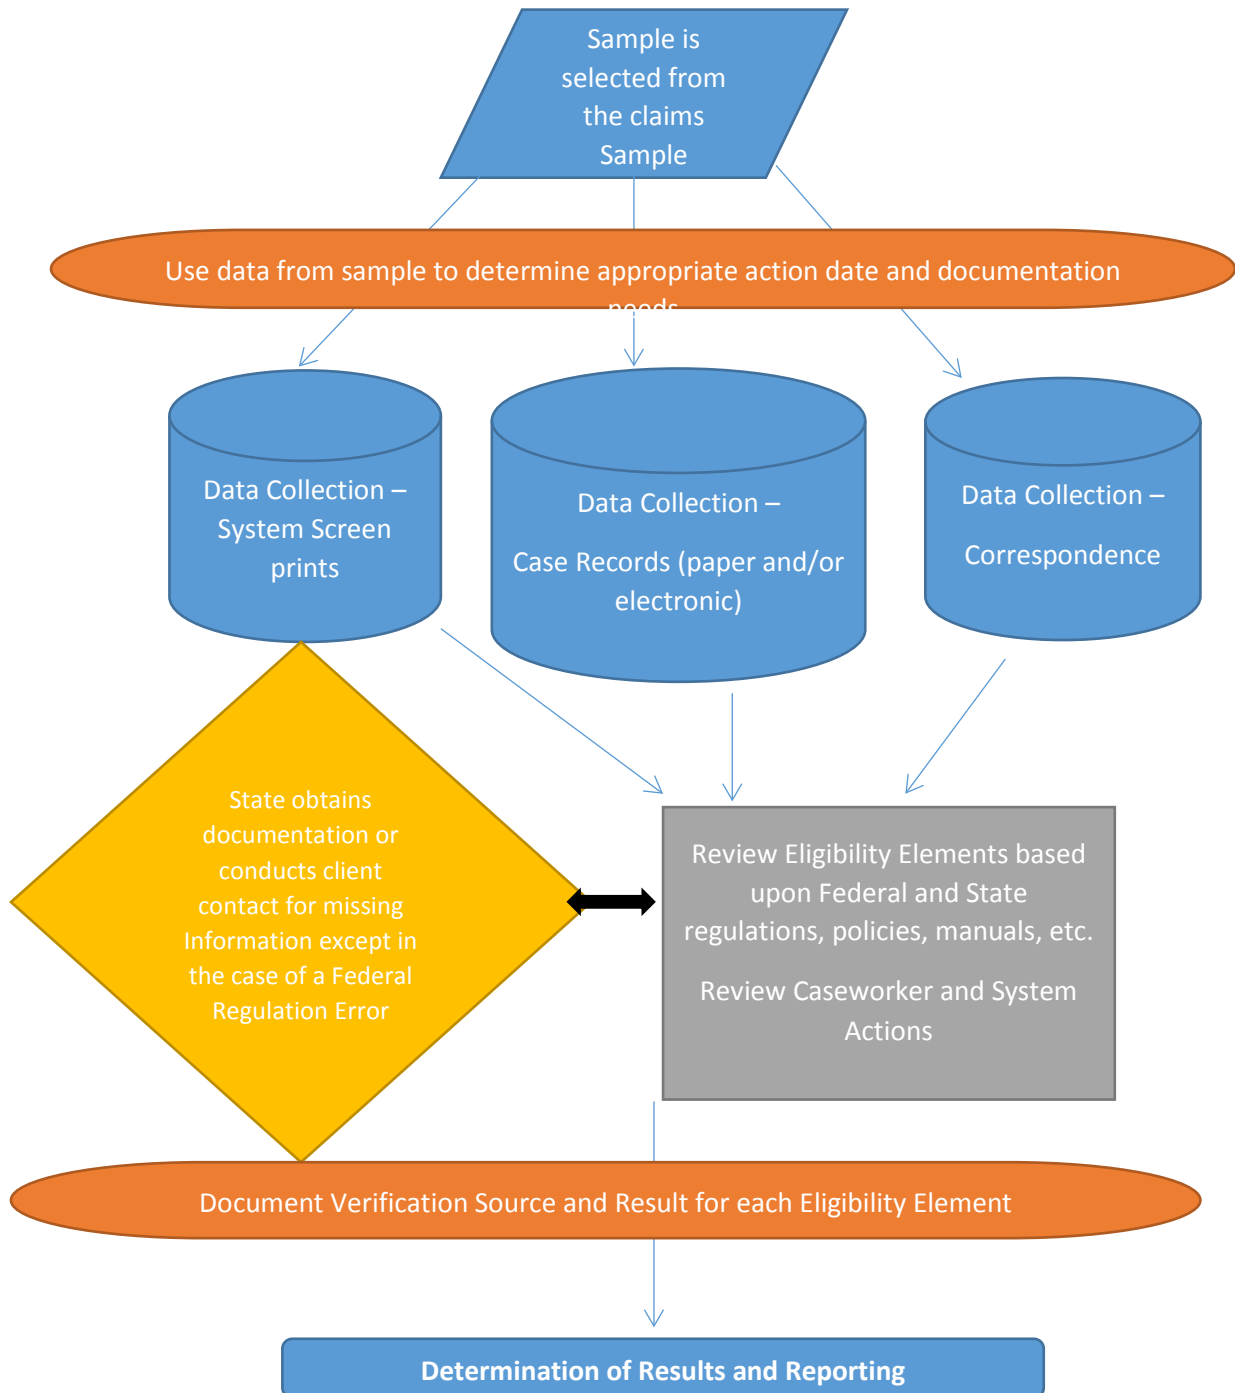 Sample is
selected from
the claims
Sample
Use data from sample to determine appropriate action date and documentation
needs
Data Collection –
System Screen
prints
Data Collection –
Case Records (paper and/or
electronic)
Data Collection –
Correspondence
State obtains
documentation or
conducts client
contact for missing
Information except in
the case of a Federal
Regulation Error
Review Eligibility Elements based
upon Federal and State
regulations, policies, manuals, etc.
Review Caseworker and System
Actions
Document Verification Source and Result for each Eligibility Element
Determination of Results and Reporting